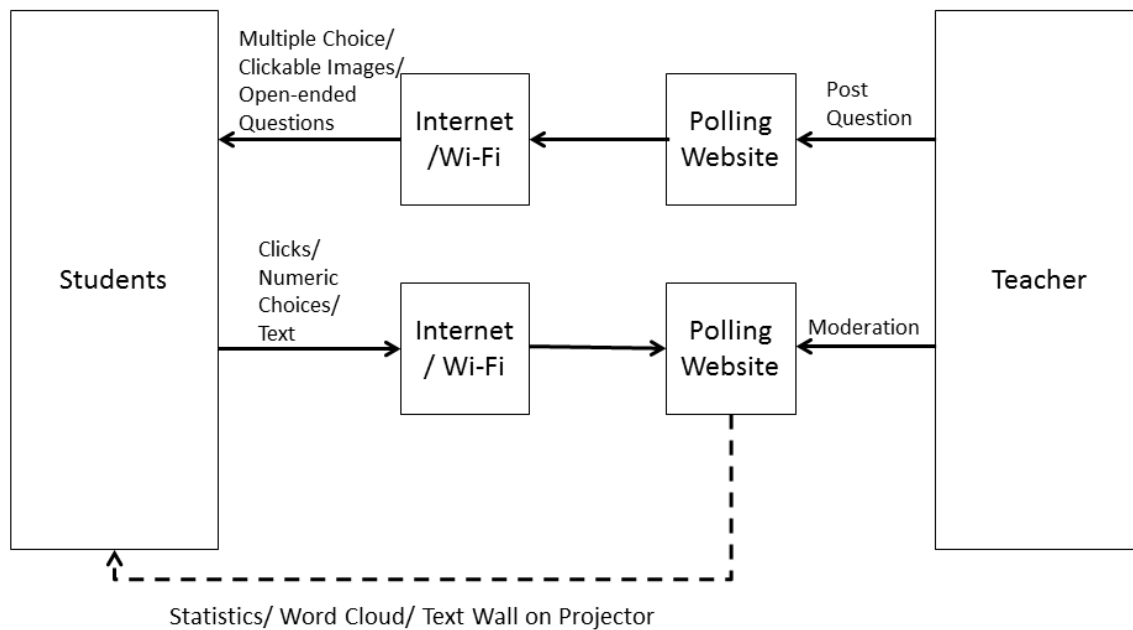 Multiple Choice/
Clickable Images/
Open-ended
Questions
Internet
/Wi-Fi
Polling
Website
Post
Question
Students
Clicks/
Numeric
Choices/
Text
Internet
/ Wi-Fi
Polling
Website
Moderation
Teacher
Statistics/ Word Cloud/ Text Wall on Projector